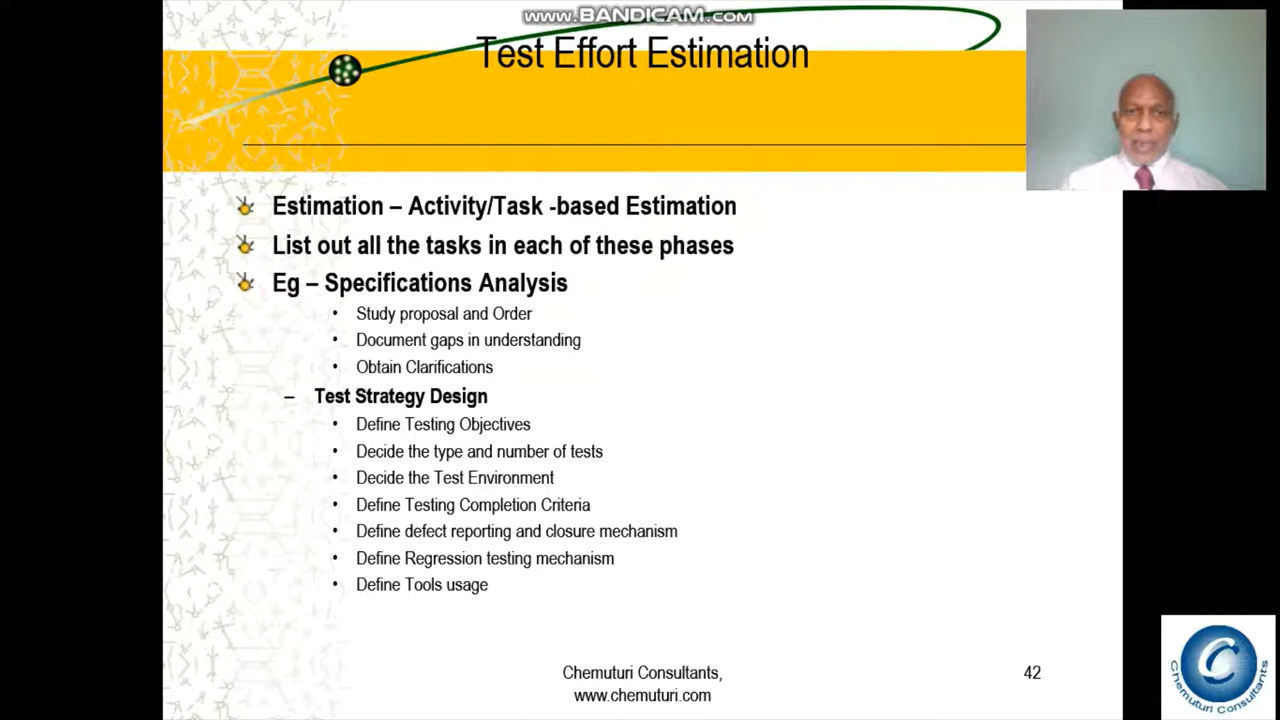 www.BANDICAM.com
Test Effort Estimation
Estimation – Activity/Task -based Estimation
List out all the tasks in each of these phases
Eg – Specifications Analysis
• Study proposal and Order
• Document gaps in understanding
• Obtain Clarifications
– Test Strategy Design
• Define Testing Objectives
• Decide the type and number of tests
• Decide the Test Environment
• Define Testing Completion Criteria
• Define defect reporting and closure mechanism
• Define Regression testing mechanism
• Define Tools usage
Chemuturi Consultants,
www.chemuturi.com
42
C
Chemuturi Consultants